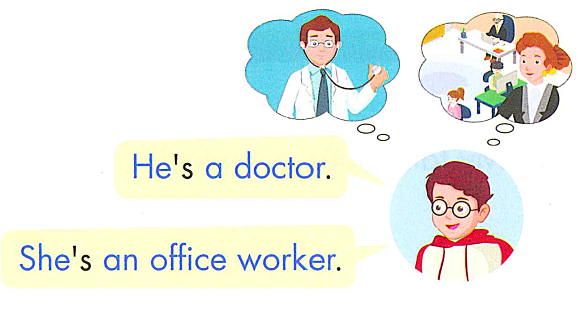 He's a doctor.
She's an office worker.